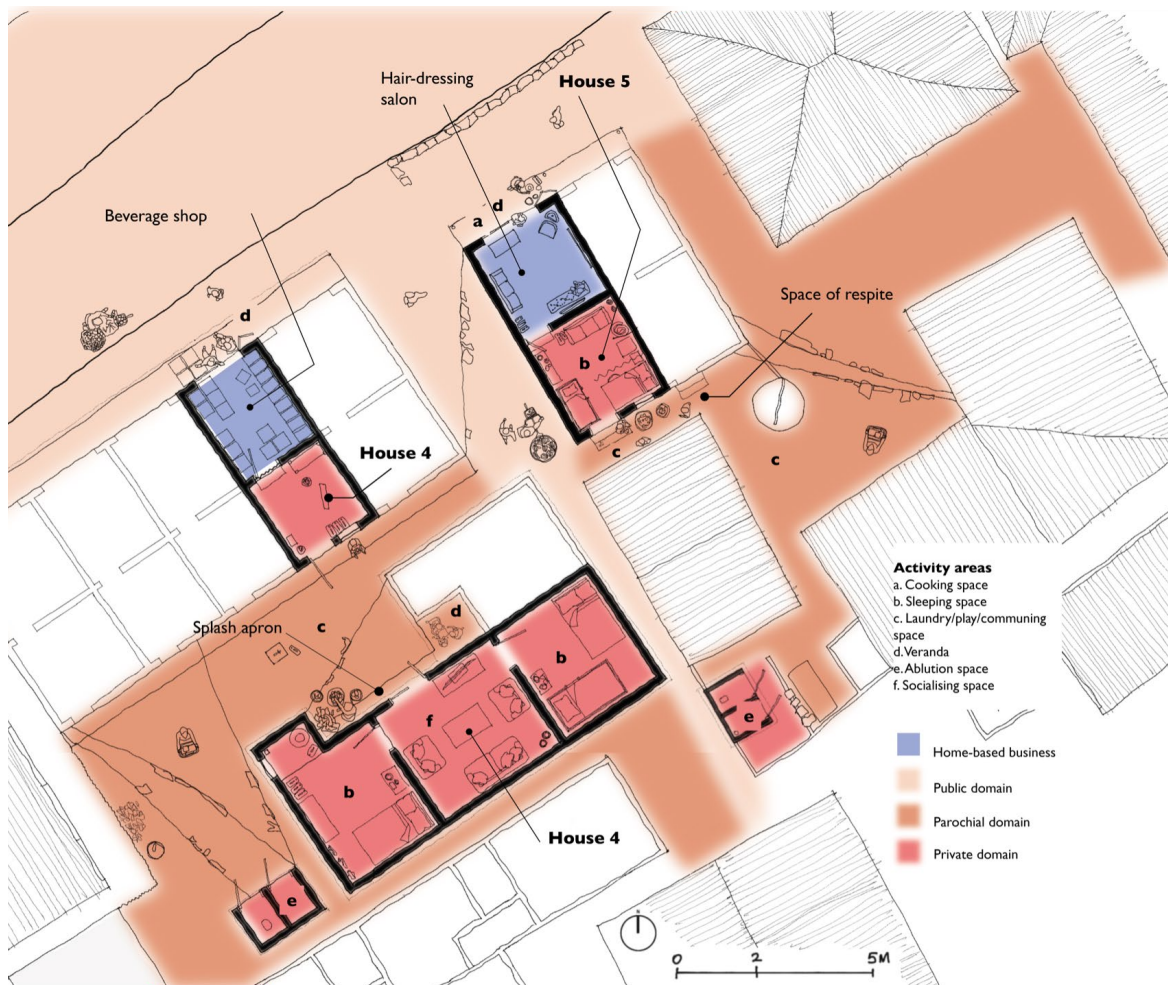 Hair-dressing
salon
House 5
Beverage shop
d
a
d
Space of respite
b
House 4
c
c
Splash apron
c
d
b
f
e
b
House 4
e
Activity areas
a. Cooking space
b. Sleeping space
c. Laundry/play/communing
space
d. Veranda
e. Ablution space
f. Socialising space
Home-based business
Public domain
Parochial domain
Private domain
0 2 5M